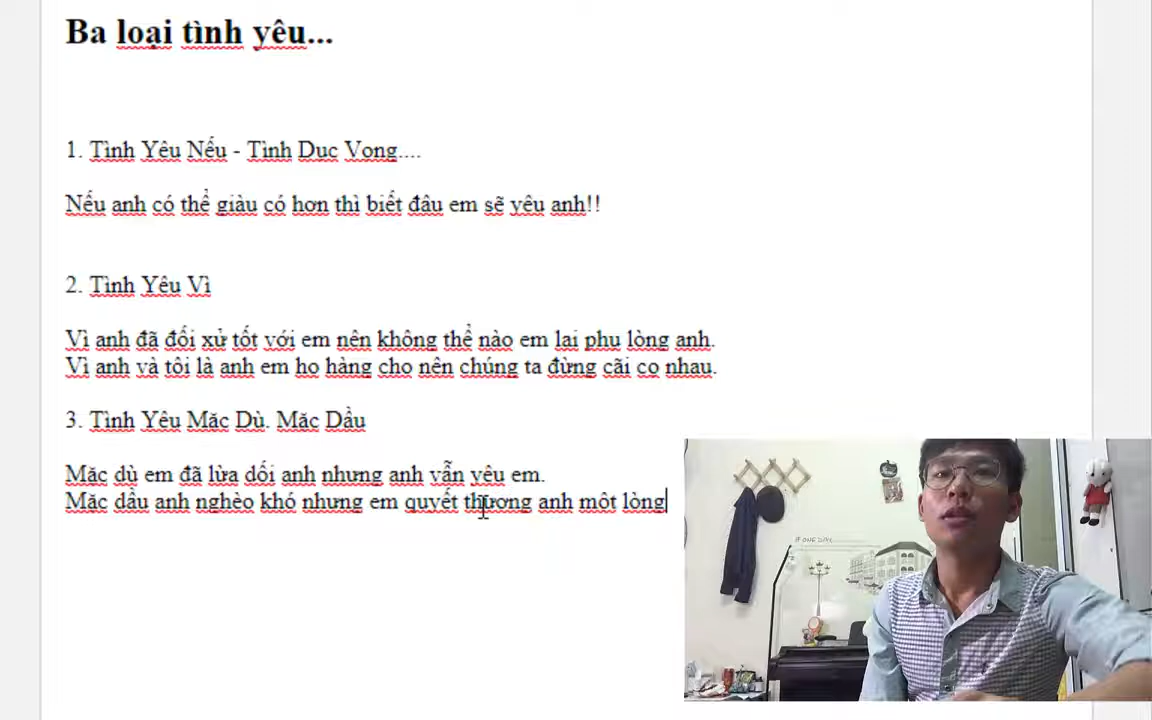 Ba loại tình yêu...
1. Tình Yêu Nếu - Tình Dục Vọng....
Nếu anh có thể giàu có hơn thì biết đâu em sẽ yêu anh!!
2. Tình Yêu Vì
Vì anh đã đối xử tốt với em nên không thể nào em lại phụ lòng anh.
Vì anh và tôi là anh em họ hàng cho nên chúng ta đừng cãi cọ nhau.
3. Tình Yêu Mặc Dù. Mặc Dầu
Mặc dù em đã lừa dối anh nhưng anh vẫn yêu em.
Mặc dầu anh nghèo khó nhưng em quyết thương anh một lòng
IF ONE DAY